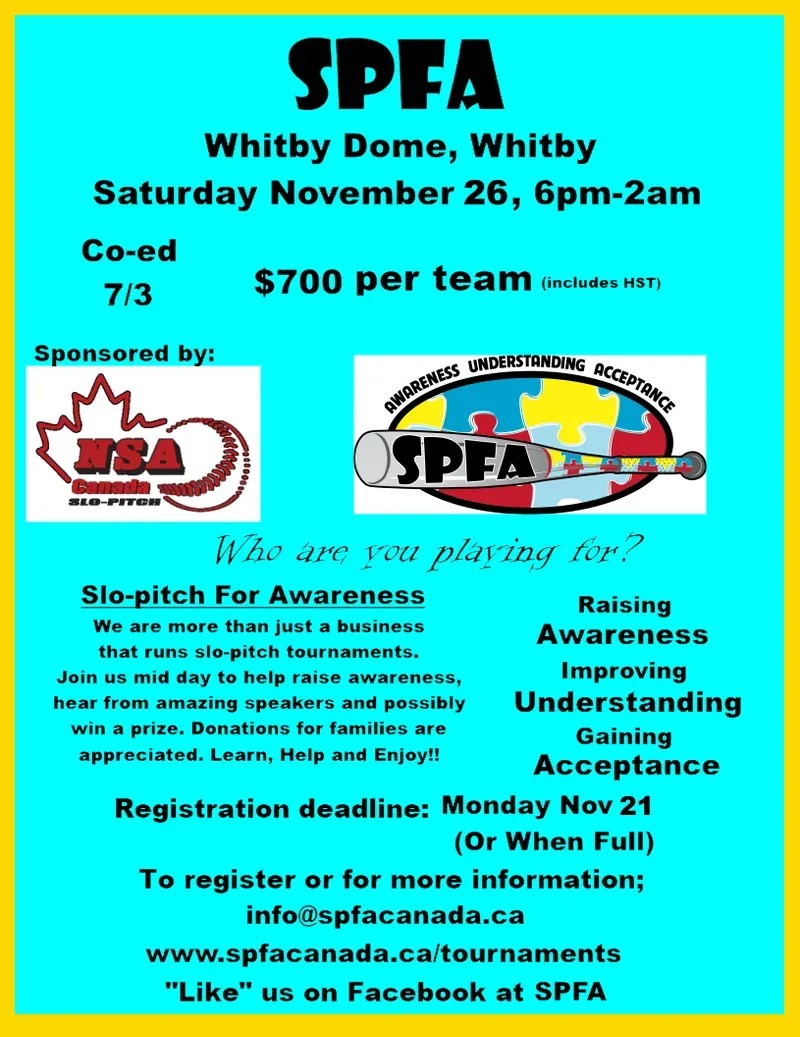 SPFA
Whitby Dome, Whitby
Saturday November 26, 6pm-2am
Co-ed
7/3
$700 per team (includes HST)
Sponsored by:
NSA
Canada
SLO-PITCH
AWARENESS UNDERSTANDING ACCEPTANCE
SPFA
Who are you playing for?
Slo-pitch For Awareness
We are more than just a business
that runs slo-pitch tournaments.
Join us mid day to help raise awareness,
hear from amazing speakers and possibly
win a prize. Donations for families are
appreciated. Learn, Help and Enjoy!!
Raising
Awareness
Improving
Understanding
Gaining
Acceptance
Registration deadline: Monday Nov 21
(Or When Full)
To register or for more information;
info@spfacanada.ca
www.spfacanada.ca/tournaments
"Like" us on Facebook at SPFA